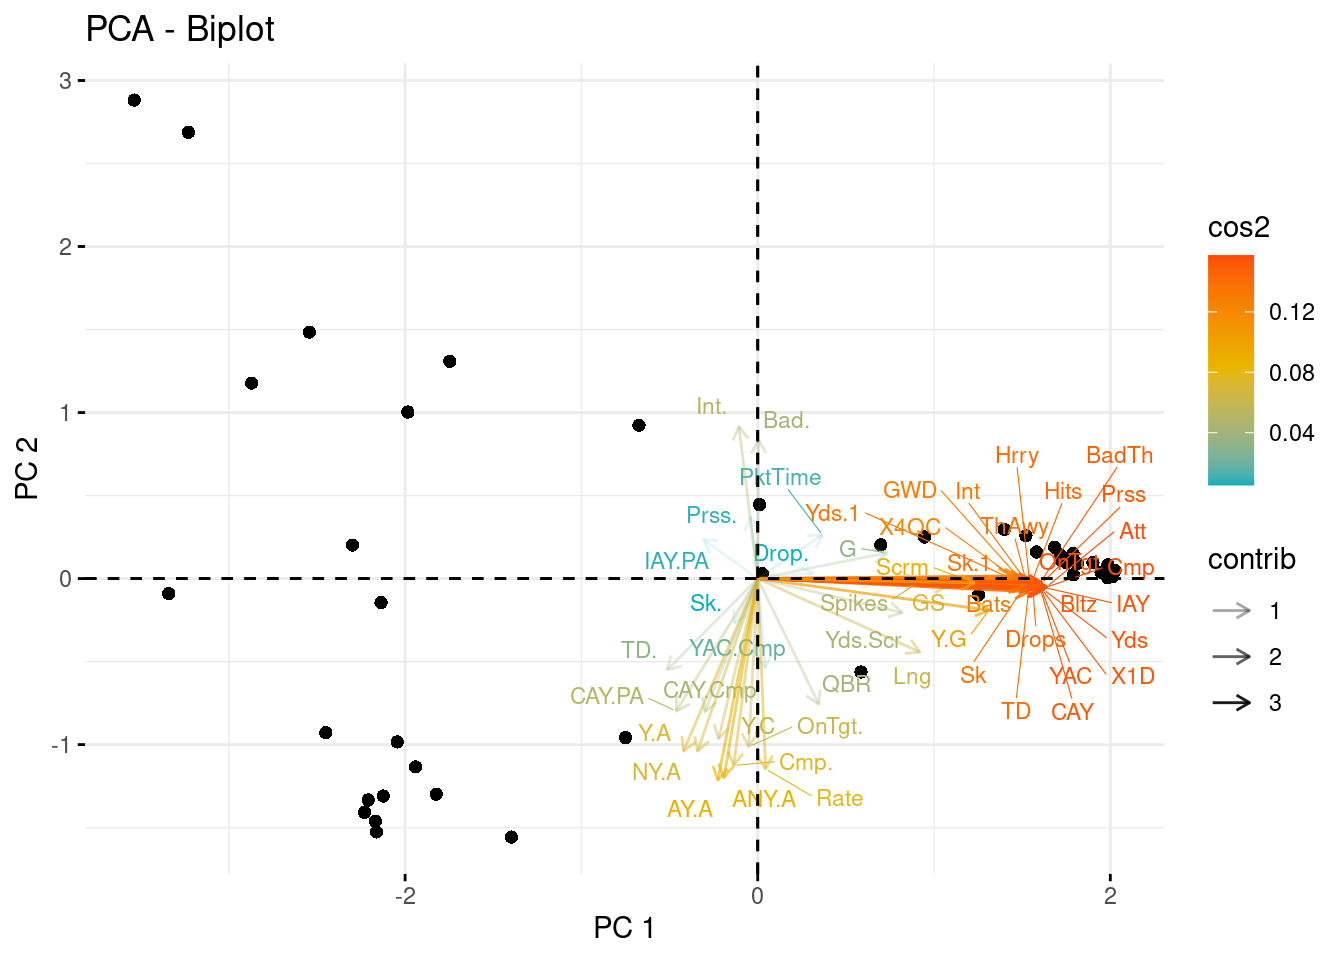 PCA - Biplot
3
2
1
0
-1
PC 2
-2
0
2
PC 1
Int.
Bad.
PktTime
Prss.
IAY.PA
Drop.
G
Yds.1
GWD
Int
Hrry
BadTh
Hits
Prss
X4QC
ThAwy
Att
Scrm
Sk.1
OnTgt
Cmp
Sk.
Spikes
GS
Bats
Bltz
IAY
TD.
YAC.Cmp
Yds.Scr
Y.G
Drops
Yds
CAY.PA
CAY.Cmp
QBR
Lng
Sk
YAC
X1D
TD
CAY
Y.A
Y.C
OnTgt.
NY.A
Cmp.
AY.A
ANY.A
Rate
cos2
0.12
0.08
0.04
contrib
1
2
3